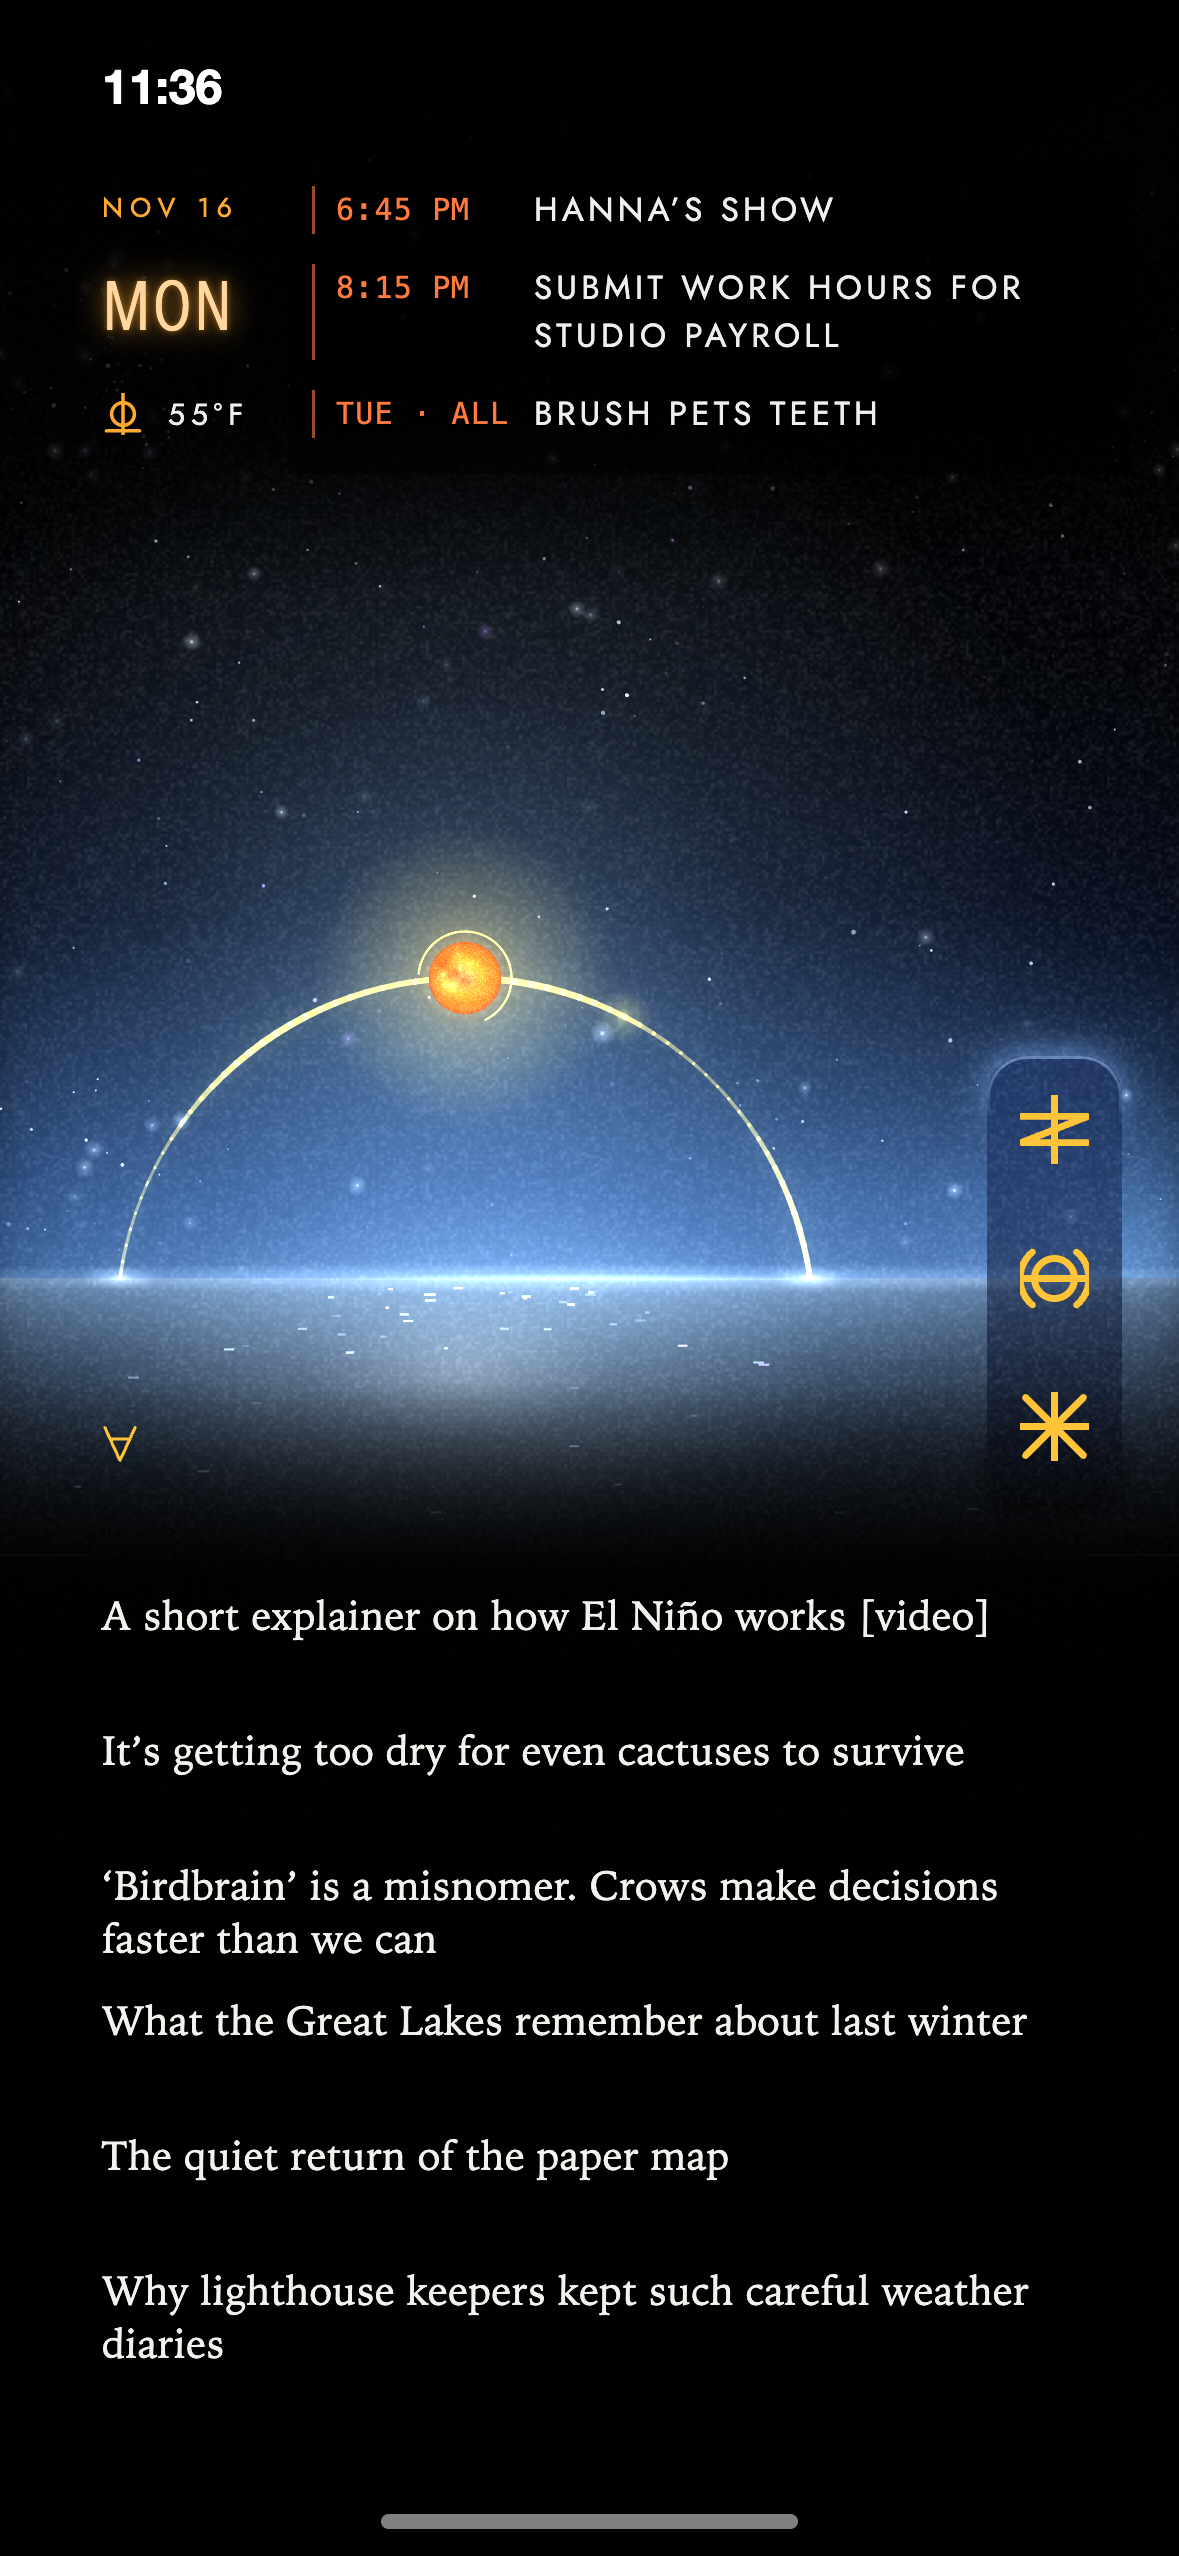 11:36
NOV 16
MON
55°F
6:45 PM HANNA’S SHOW
8:15 PM SUBMIT WORK HOURS FOR
STUDIO PAYROLL
TUE · ALL BRUSH PETS TEETH
A short explainer on how El Niño works [video]
It’s getting too dry for even cactuses to survive
‘Birdbrain’ is a misnomer. Crows make decisions
faster than we can
What the Great Lakes remember about last winter
The quiet return of the paper map
Why lighthouse keepers kept such careful weather
diaries